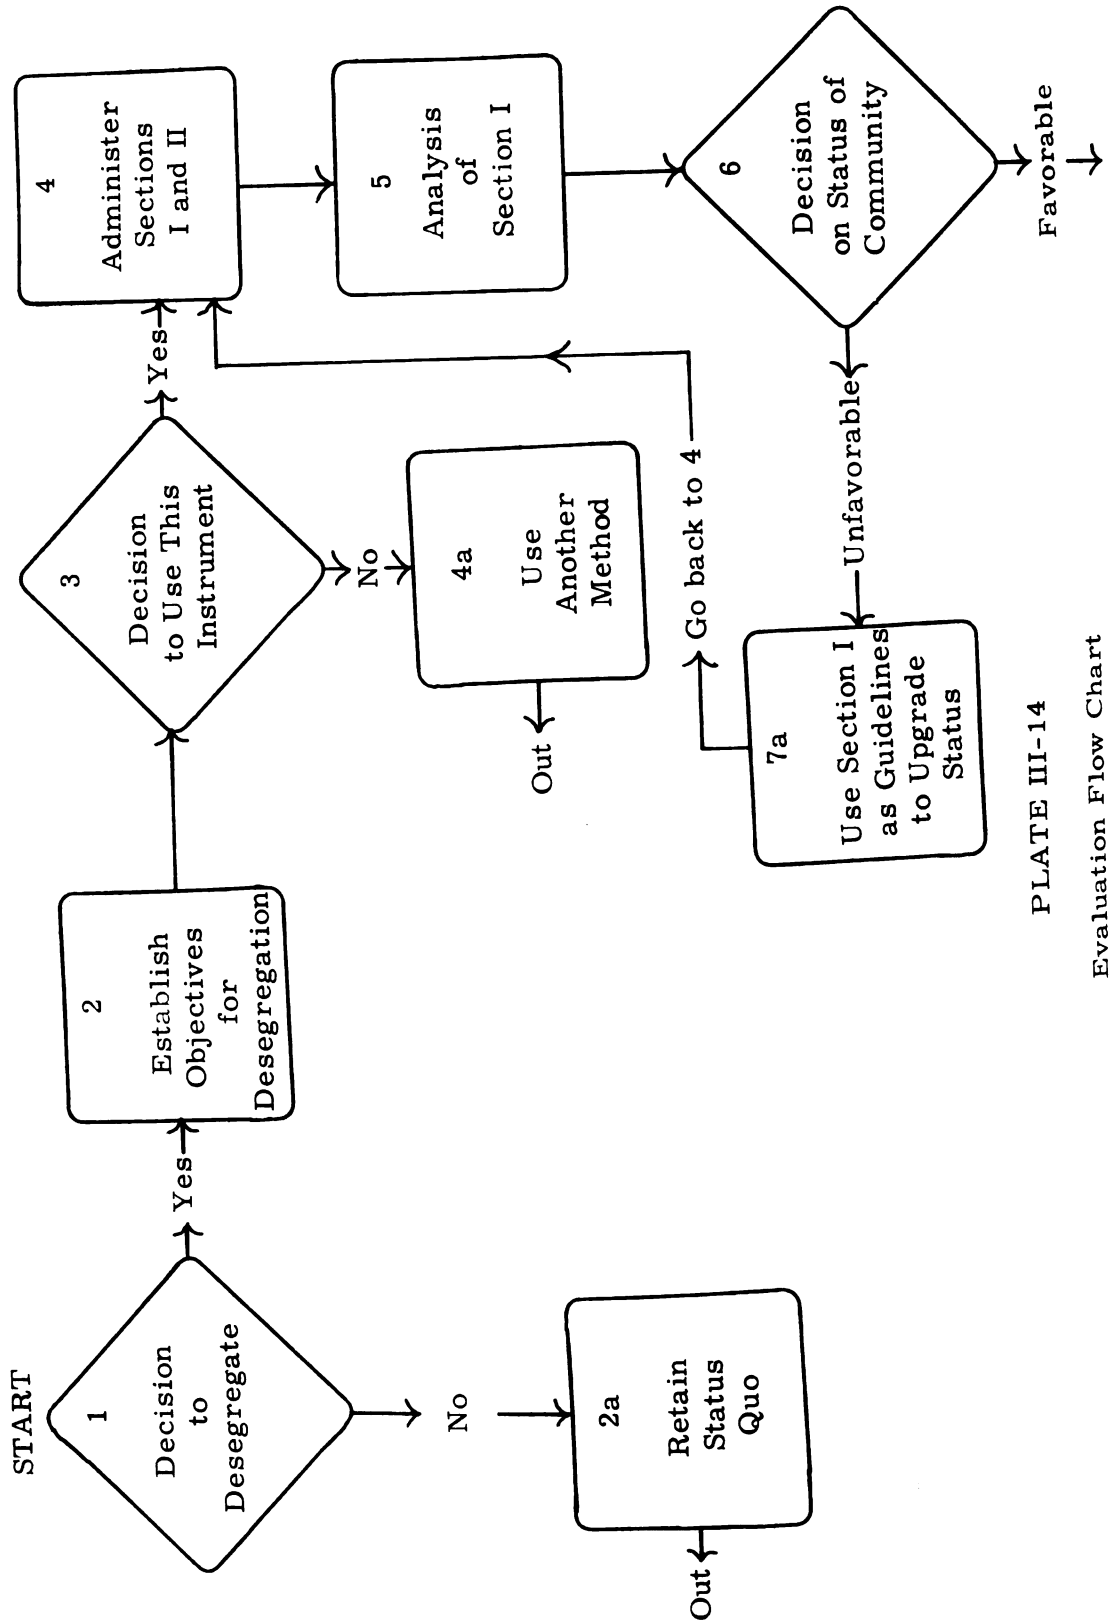 START
1
Decision
to
Desegregate
Yes
No
2a
Retain
Status
Quo
Out
2
Establish
Objectives
for
Desegregation
3
Decision
to Use This
Instrument
Yes
No
4a
Use
Another
Method
Out
4
Administer
Sections
I and II
5
Analysis
of
Section I
6
Decision
on Status of
Community
Favorable
Unfavorable
7a
Use Section I
as Guidelines
to Upgrade
Status
Go back to 4
PLATE III-14
Evaluation Flow Chart